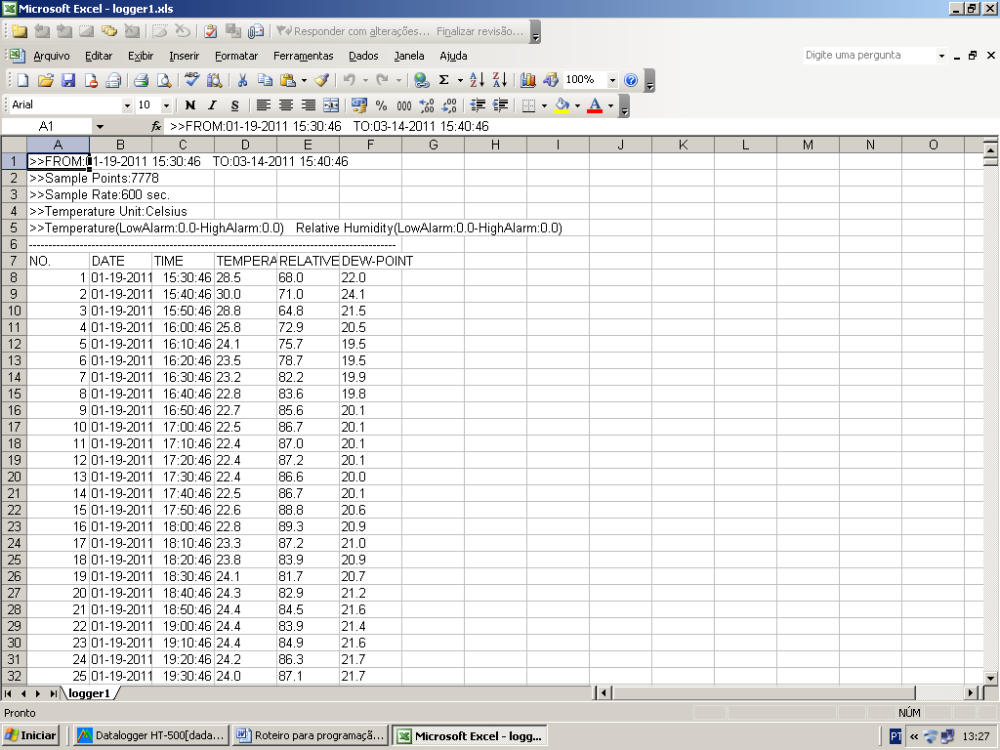 Microsoft Excel - logger1.xls
Responder com alterações... Finalizar revisão...
Arquivo Editar Exibir Inserir Formatar Ferramentas Dados Janela Ajuda Digite uma pergunta
100%
Arial 10 N I S % 000
A1 fx >>FROM:01-19-2011 15:30:46 TO:03-14-2011 15:40:46
A B C D E F G H I J K L M N O
1 >>FROM:01-19-2011 15:30:46 TO:03-14-2011 15:40:46
2 >>Sample Points:7778
3 >>Sample Rate:600 sec.
4 >>Temperature Unit:Celsius
5 >>Temperature(LowAlarm:0.0-HighAlarm:0.0) Relative Humidity(LowAlarm:0.0-HighAlarm:0.0)
6 ----------------------------------------------------------------------------------------------
7 NO. DATE TIME TEMPERA RELATIVE DEW-POINT
8 1 01-19-2011 15:30:46 28.5 68.0 22.0
9 2 01-19-2011 15:40:46 30.0 71.0 24.1
10 3 01-19-2011 15:50:46 28.8 64.8 21.5
11 4 01-19-2011 16:00:46 25.8 72.9 20.5
12 5 01-19-2011 16:10:46 24.1 75.7 19.5
13 6 01-19-2011 16:20:46 23.5 78.7 19.5
14 7 01-19-2011 16:30:46 23.2 82.2 19.9
15 8 01-19-2011 16:40:46 22.8 83.6 19.8
16 9 01-19-2011 16:50:46 22.7 85.6 20.1
17 10 01-19-2011 17:00:46 22.5 86.7 20.1
18 11 01-19-2011 17:10:46 22.4 87.0 20.1
19 12 01-19-2011 17:20:46 22.4 87.2 20.1
20 13 01-19-2011 17:30:46 22.4 86.6 20.0
21 14 01-19-2011 17:40:46 22.5 86.7 20.1
22 15 01-19-2011 17:50:46 22.6 88.8 20.6
23 16 01-19-2011 18:00:46 22.8 89.3 20.9
24 17 01-19-2011 18:10:46 23.3 87.2 21.0
25 18 01-19-2011 18:20:46 23.8 83.9 20.9
26 19 01-19-2011 18:30:46 24.1 81.7 20.7
27 20 01-19-2011 18:40:46 24.3 82.9 21.2
28 21 01-19-2011 18:50:46 24.4 84.5 21.6
29 22 01-19-2011 19:00:46 24.4 83.9 21.4
30 23 01-19-2011 19:10:46 24.4 84.9 21.6
31 24 01-19-2011 19:20:46 24.2 86.3 21.7
32 25 01-19-2011 19:30:46 24.0 87.1 21.7
logger1
Pronto NÚM
Iniciar Datalogger HT-500[dada... Roteiro para programaçã... Microsoft Excel - logg... PT « 13:27